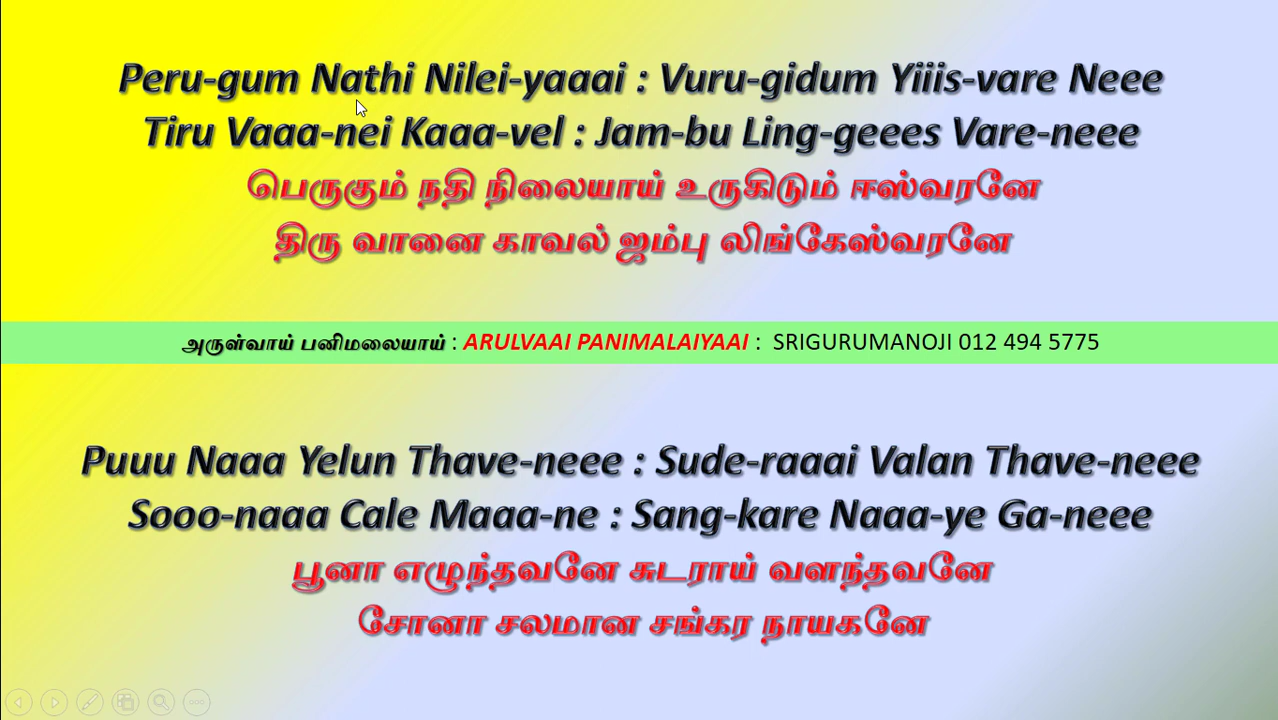 Peru-gum Nathi Nilei-yaaai : Vuru-gidum Yiiis-vare Neee
Tiru Vaaa-nei Kaaa-vel : Jam-bu Ling-geees Vare-neee
பெருகும் நதி நிலையாய் உருகிடும் ஈஸ்வரனே
திரு வானை காவல் ஜம்பு லிங்கேஸ்வரனே
அருள்வாய் பனிமலையாய் : ARULVAAI PANIMALAIYAAI : SRIGURUMANOJI 012 494 5775
Puuu Naaa Yelun Thave-neee : Sude-raaai Valan Thave-neee
Sooo-naaa Cale Maaa-ne : Sang-kare Naaa-ye Ga-neee
பூனா எழுந்தவனே சுடராய் வளந்தவனே
சோனா சலமான சங்கர நாயகனே